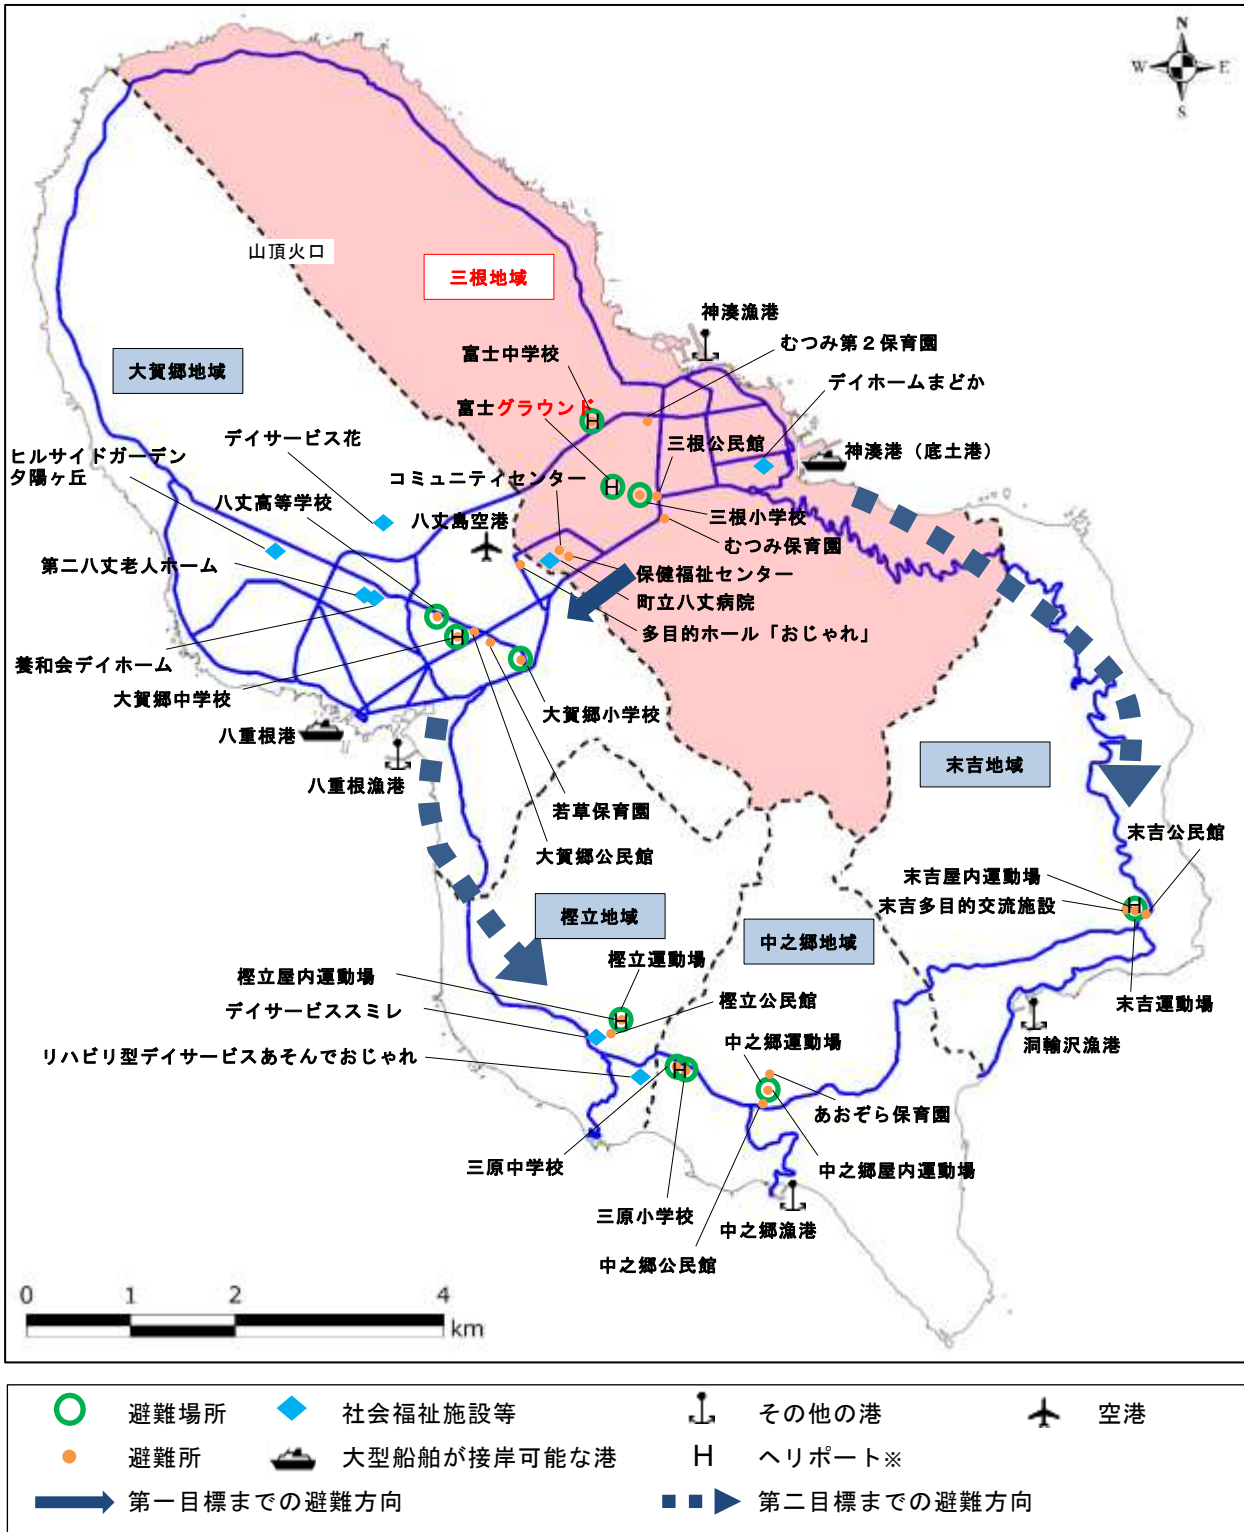 N
W
E
S
山頂火口
三根地域
神湊漁港
富士中学校
むつみ第２保育園
大賀郷地域
デイホームまどか
富士グラウンド
デイサービス花
三根公民館
神湊港（底土港）
ヒルサイドガーデン
夕陽ヶ丘
コミュニティセンター
八丈高等学校
八丈島空港
三根小学校
むつみ保育園
第二八丈老人ホーム
保健福祉センター
町立八丈病院
多目的ホール「おじゃれ」
養和会デイホーム
大賀郷中学校
大賀郷小学校
八重根港
末吉地域
八重根漁港
若草保育園
末吉公民館
大賀郷公民館
末吉屋内運動場
末吉多目的交流施設
樫立地域
中之郷地域
樫立運動場
樫立屋内運動場
樫立公民館
末吉運動場
デイサービススミレ
中之郷運動場
洞輪沢漁港
リハビリ型デイサービスあそんでおじゃれ
あおぞら保育園
三原中学校
中之郷屋内運動場
三原小学校
中之郷漁港
中之郷公民館
0 1 2 4
km
H
H
H
H
H
H
避難場所 社会福祉施設等 その他の港 空港
避難所 大型船舶が接岸可能な港 H ヘリポート※
第一目標までの避難方向 第二目標までの避難方向